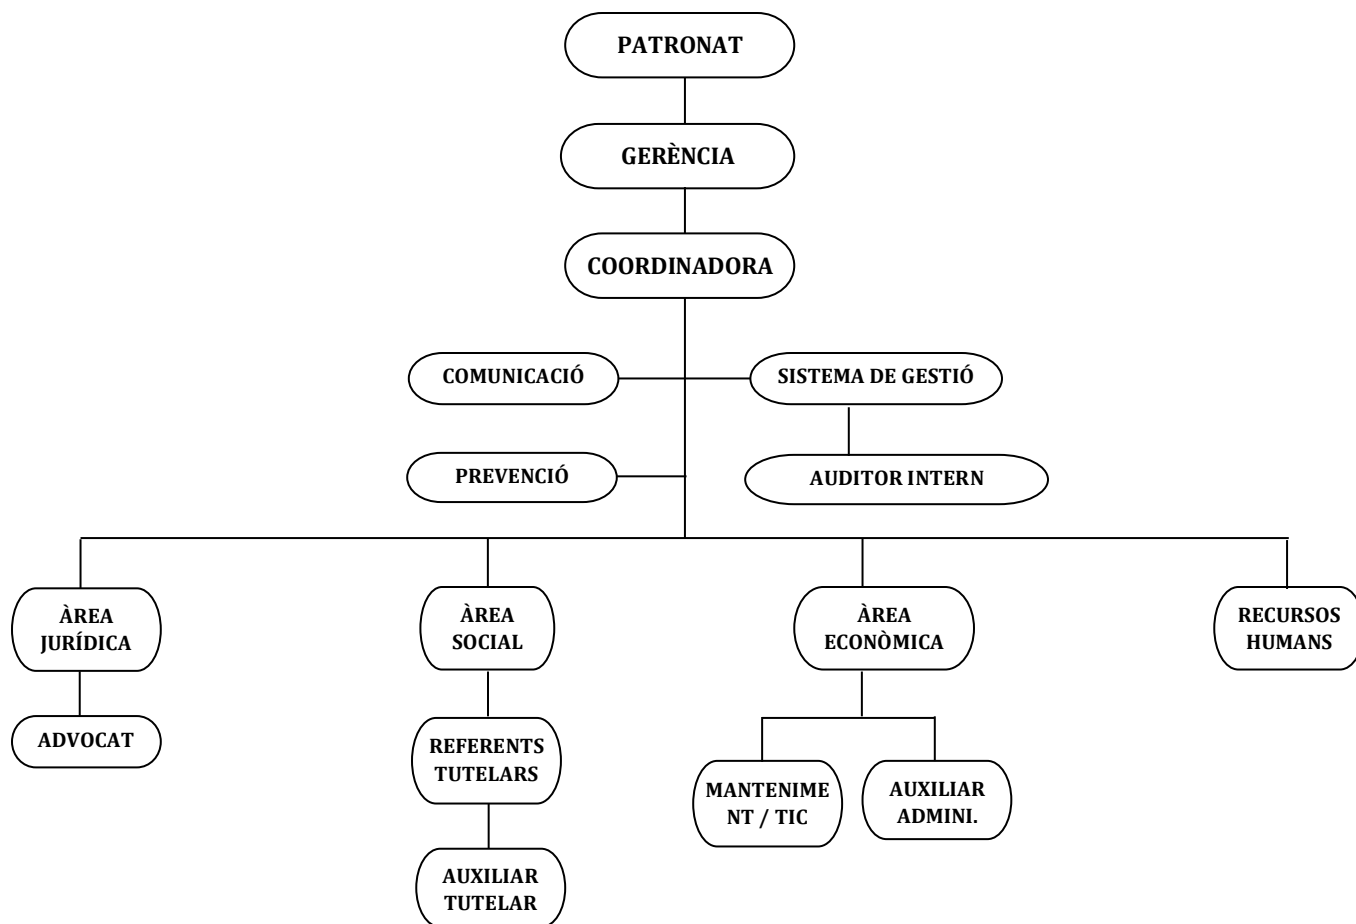 PATRONAT
GERÈNCIA
COORDINADORA
COMUNICACIÓ
SISTEMA DE GESTIÓ
PREVENCIÓ
AUDITOR INTERN
ÀREA
JURÍDICA
ÀREA
SOCIAL
ÀREA
ECONÒMICA
RECURSOS
HUMANS
ADVOCAT
REFERENTS
TUTELARS
MANTENIME
NT / TIC
AUXILIAR
ADMINI.
AUXILIAR
TUTELAR